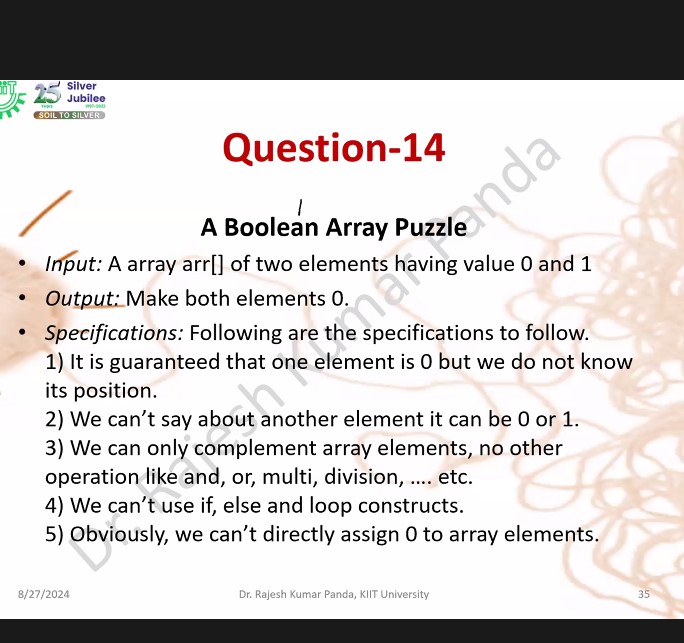 25 Silver
Years Jubilee
1997-2022
SOIL TO SILVER
Question-14
A Boolean Array Puzzle
• Input: A array arr[] of two elements having value 0 and 1
• Output: Make both elements 0.
• Specifications: Following are the specifications to follow.
1) It is guaranteed that one element is 0 but we do not know
its position.
2) We can’t say about another element it can be 0 or 1.
3) We can only complement array elements, no other
operation like and, or, multi, division, …. etc.
4) We can’t use if, else and loop constructs.
5) Obviously, we can’t directly assign 0 to array elements.
Dr. Rajesh Kumar Panda
8/27/2024 Dr. Rajesh Kumar Panda, KIIT University 35